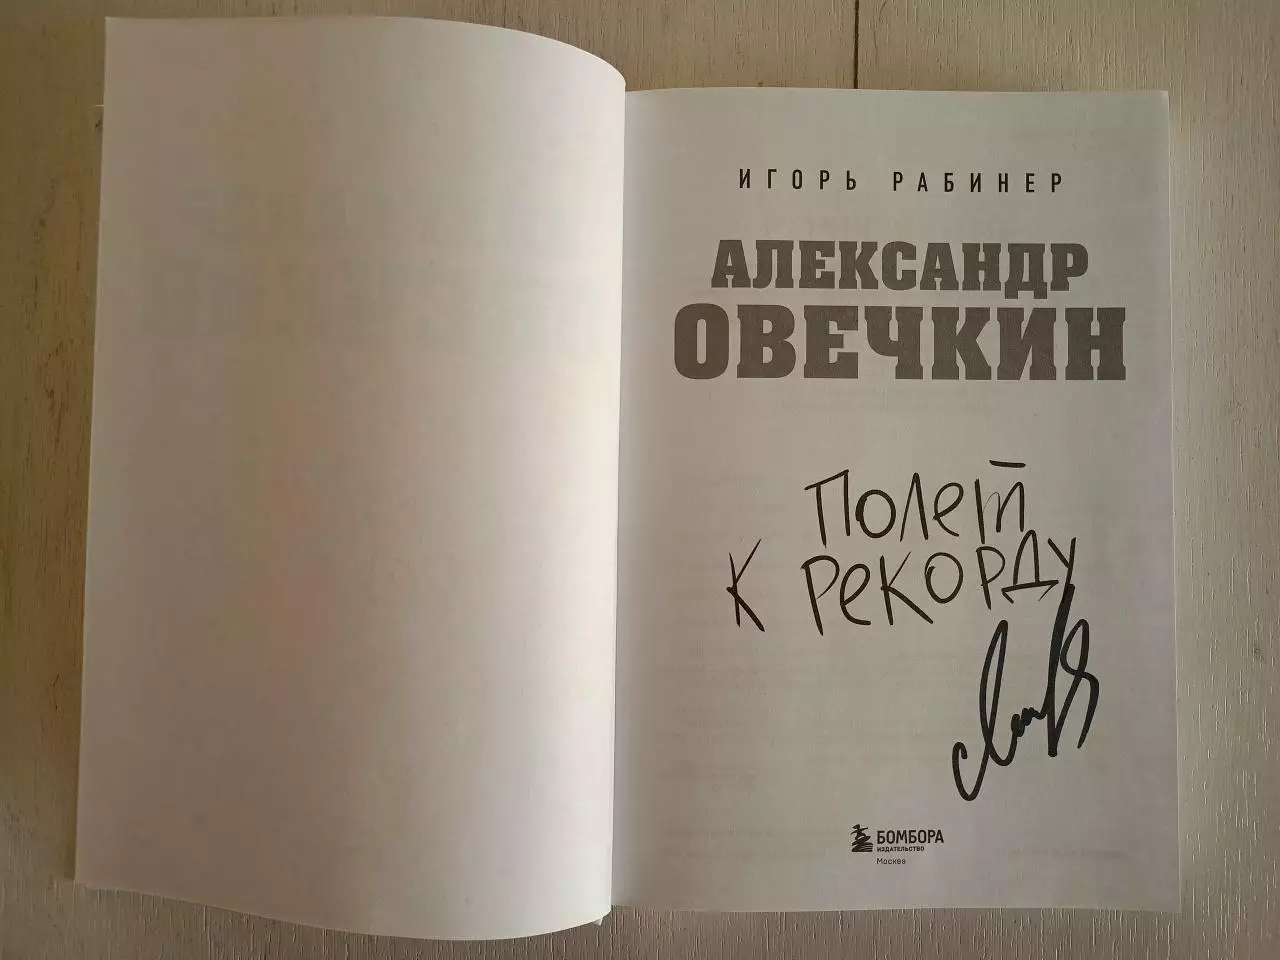 ИГОРЬ РАБИНЕР
АЛЕКСАНДР
ОВЕЧКИН
ПОЛЕТ
К РЕКОРДУ
БОМБОРА
ИЗДАТЕЛЬСТВО
Москва